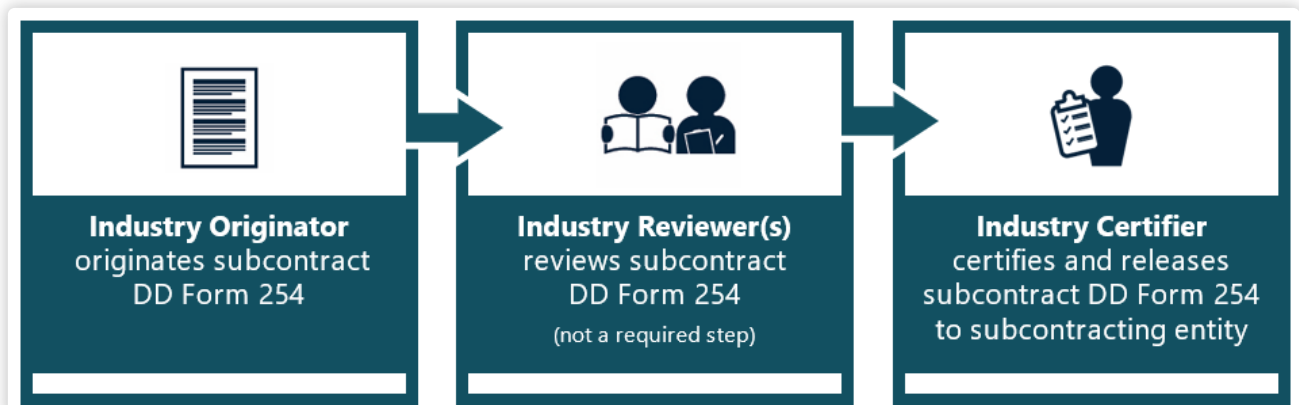 Industry Originator
originates subcontract
DD Form 254
Industry Reviewer(s)
reviews subcontract
DD Form 254
(not a required step)
Industry Certifier
certifies and releases
subcontract DD Form 254
to subcontracting entity